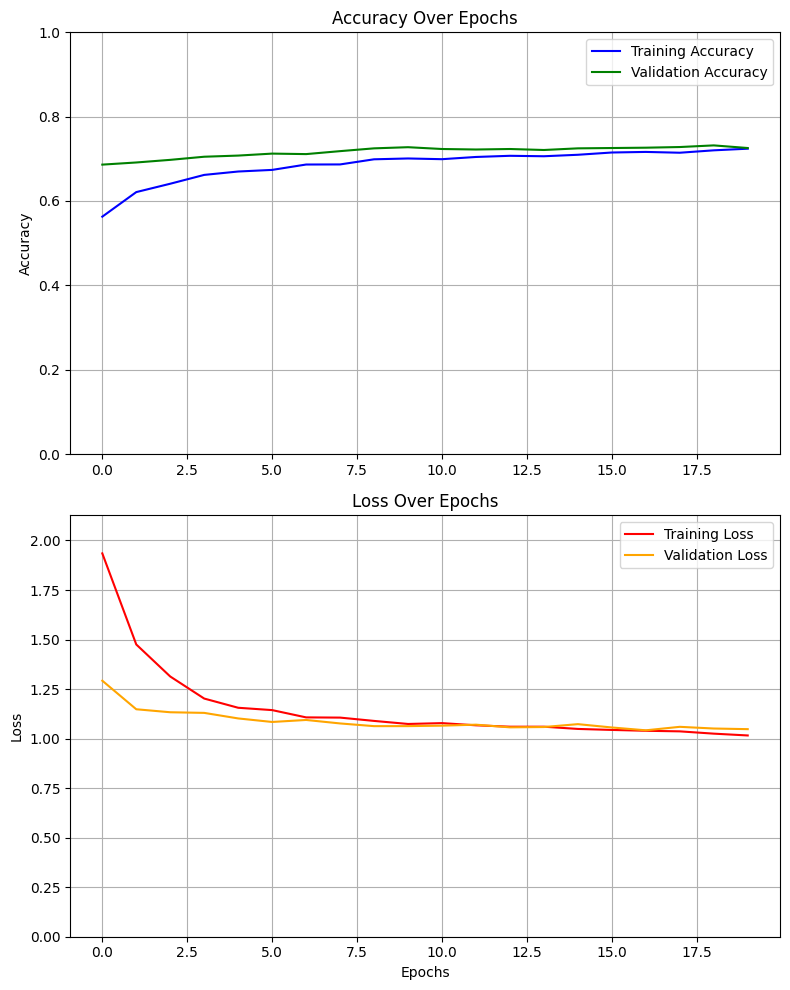 Accuracy Over Epochs
1.0
0.8
0.6
0.4
0.2
0.0
Accuracy
Training Accuracy
Validation Accuracy
0.0 2.5 5.0 7.5 10.0 12.5 15.0 17.5
Loss Over Epochs
2.00
1.75
1.50
1.25
1.00
0.75
0.50
0.25
0.00
Loss
Training Loss
Validation Loss
0.0 2.5 5.0 7.5 10.0 12.5 15.0 17.5
Epochs